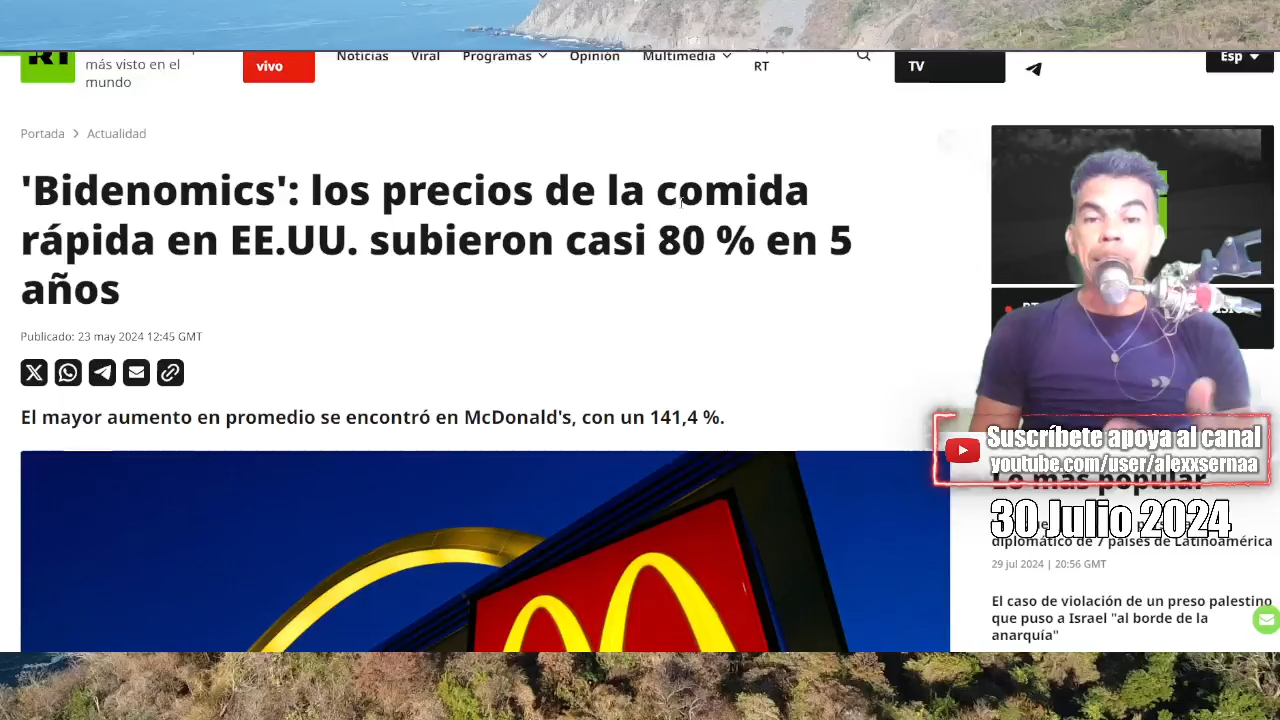 RT
más visto en el
mundo
vivo
Noticias
Viral
Programas
Opinión
Multimedia
RT
TV
Esp
Portada > Actualidad
'Bidenomics': los precios de la comida
rápida en EE.UU. subieron casi 80 % en 5
años
Publicado: 23 may 2024 12:45 GMT
El mayor aumento en promedio se encontró en McDonald's, con un 141,4 %.
Suscríbete apoya al canal
youtube.com/user/alexxsernaa
Lo más popular
30 Julio 2024
diplomático de 7 países de Latinoamérica
29 jul 2024 | 20:56 GMT
El caso de violación de un preso palestino
que puso a Israel "al borde de la
anarquía"